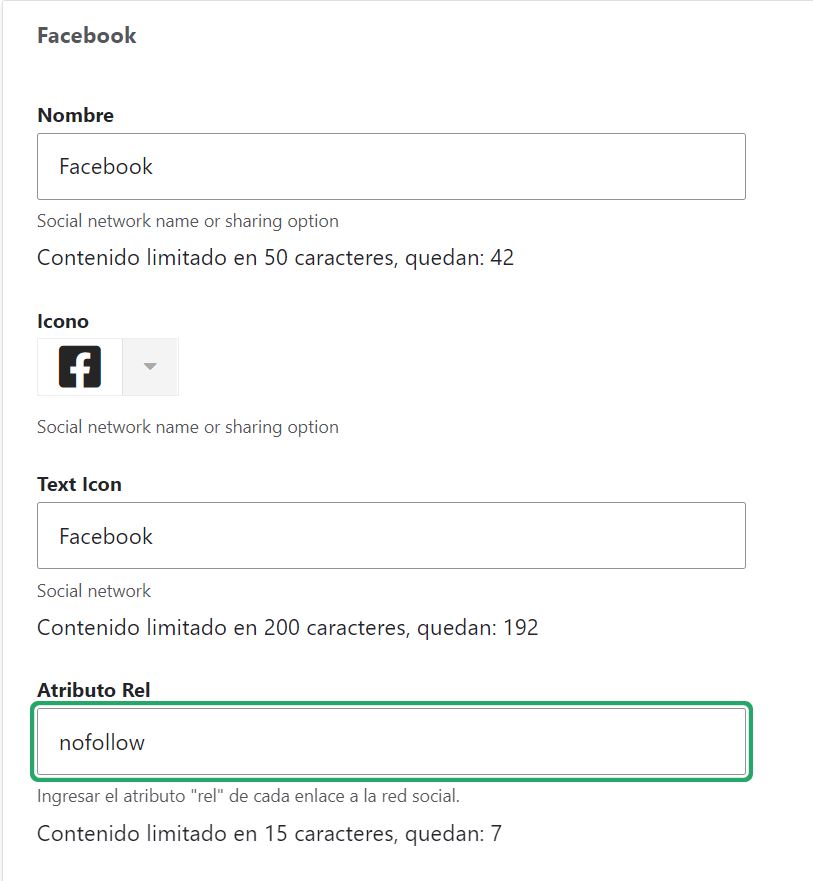 Facebook
Nombre
Facebook
Social network name or sharing option
Contenido limitado en 50 caracteres, quedan: 42
Icono
Social network name or sharing option
Text Icon
Facebook
Social network
Contenido limitado en 200 caracteres, quedan: 192
Atributo Rel
nofollow
Ingresar el atributo "rel" de cada enlace a la red social.
Contenido limitado en 15 caracteres, quedan: 7